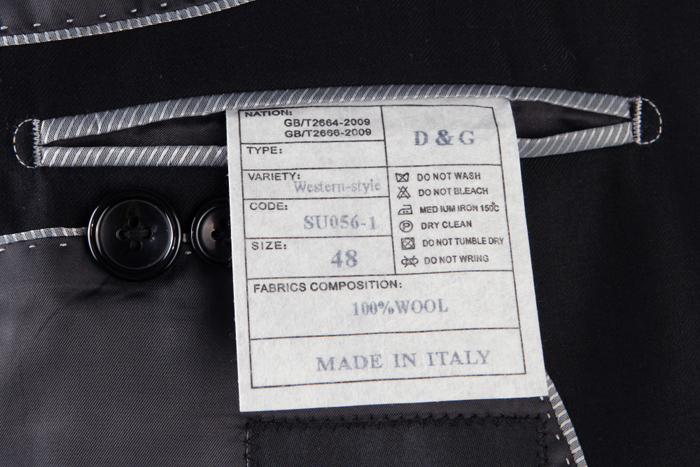 NATION:
GB/T2664-2009
GB/T2666-2009
D & G
TYPE:
VARIETY:
Western-style
CODE:
SU056-1
SIZE:
48
DO NOT WASH
DO NOT BLEACH
MEDIUM IRON 150C
DRY CLEAN
DO NOT TUMBLE DRY
DO NOT WRING
FABRICS COMPOSITION:
100%WOOL
MADE IN ITALY